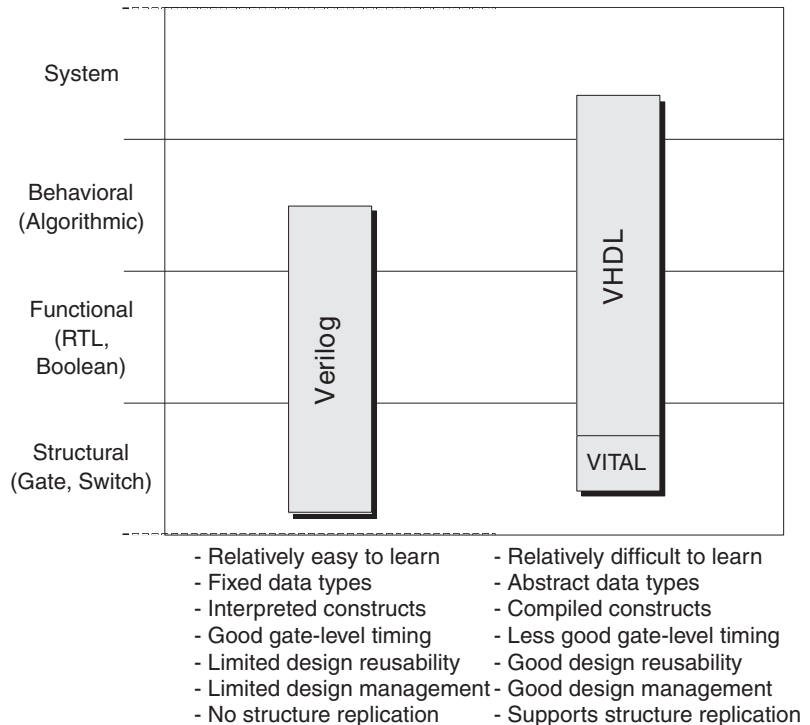 System
Behavioral
(Algorithmic)
Functional
(RTL,
Boolean)
Structural
(Gate, Switch)
Verilog
VHDL
VITAL
- Relatively easy to learn
- Fixed data types
- Interpreted constructs
- Good gate-level timing
- Limited design reusability
- Limited design management
- No structure replication
- Relatively difficult to learn
- Abstract data types
- Compiled constructs
- Less good gate-level timing
- Good design reusability
- Good design management
- Supports structure replication